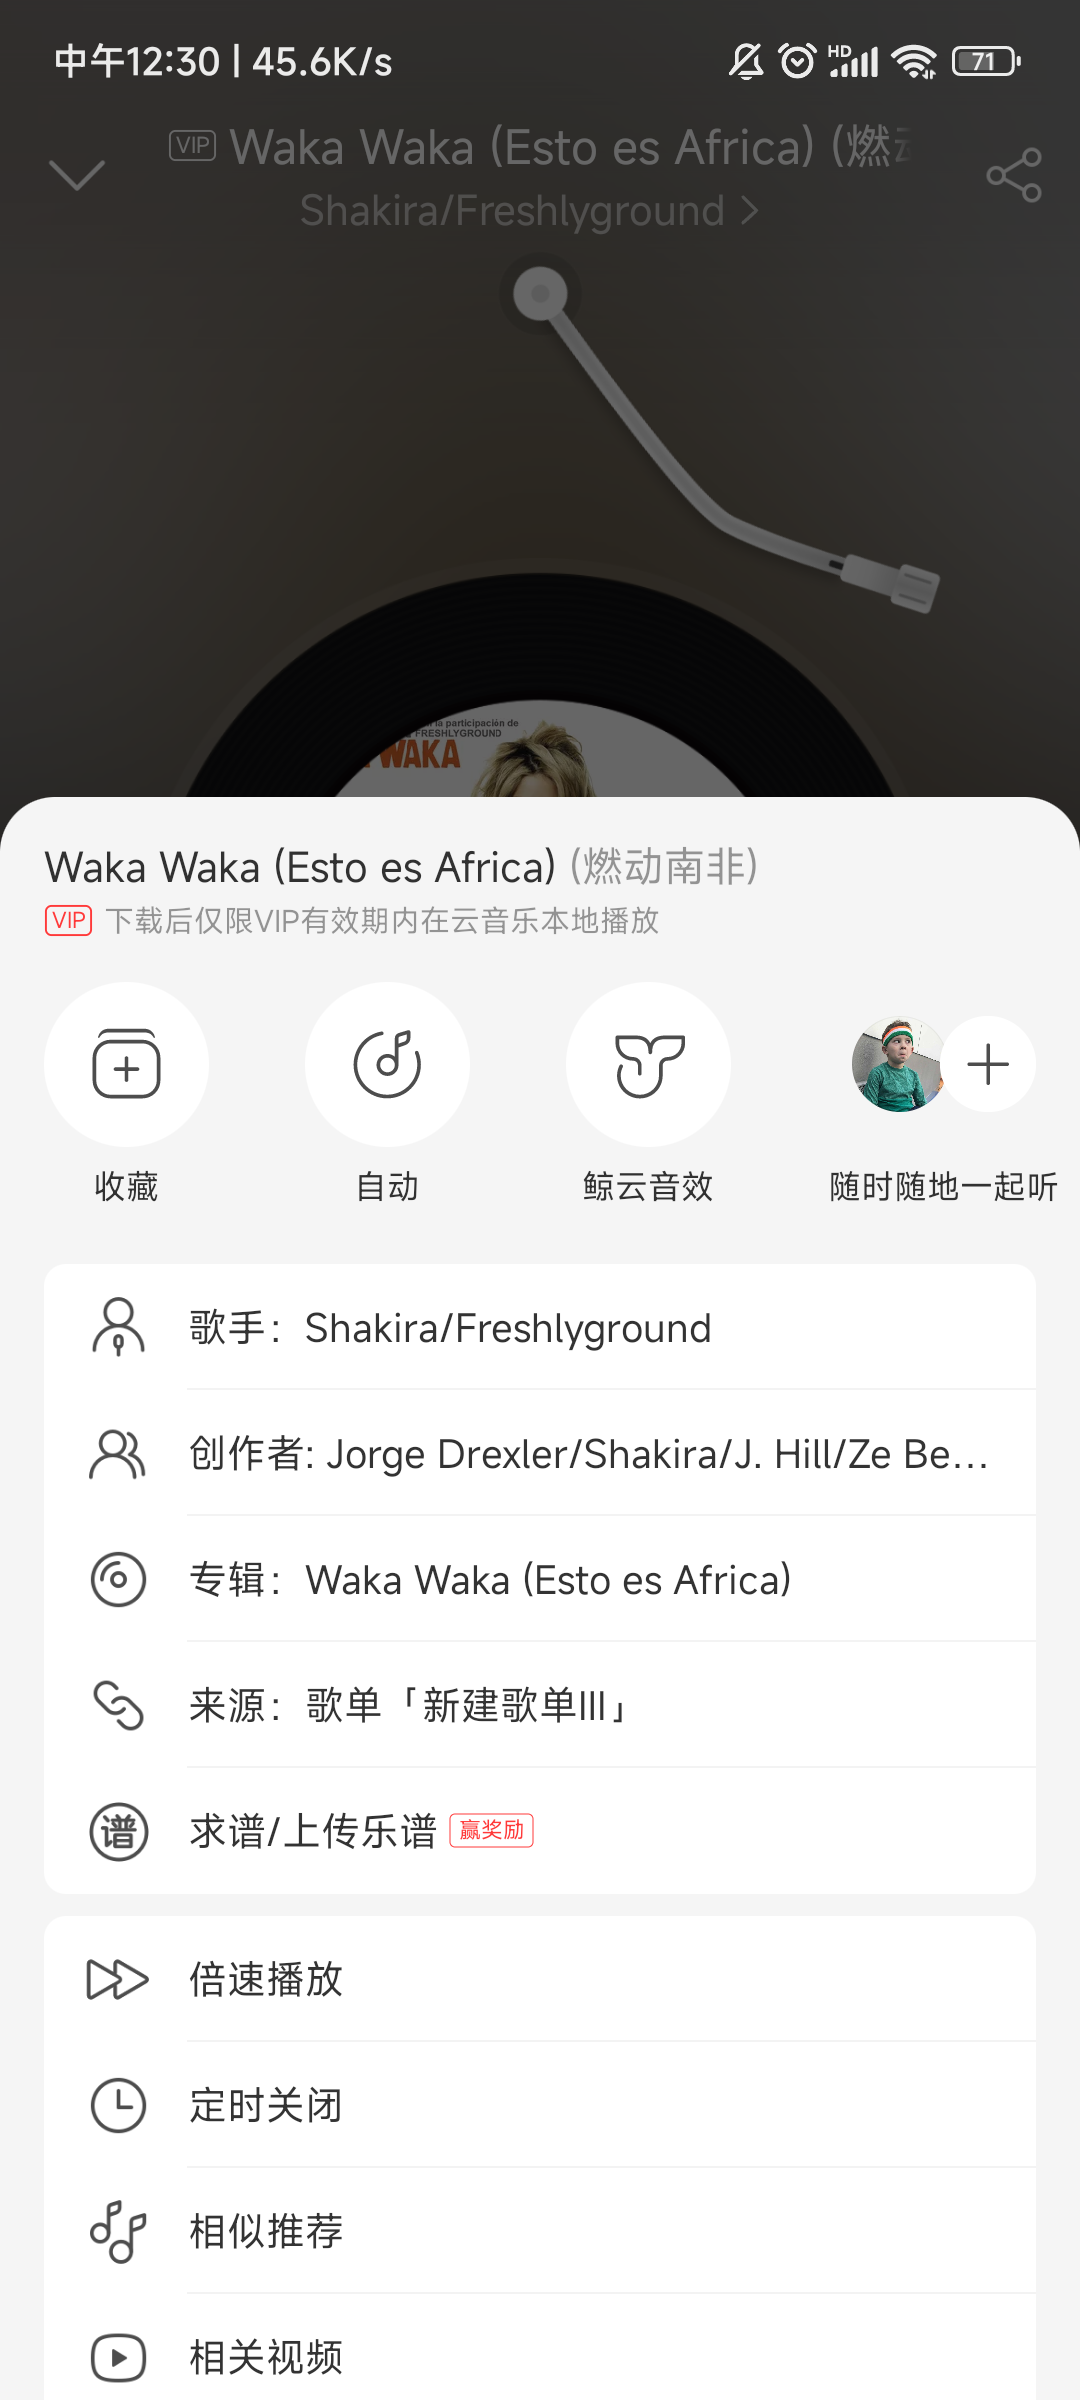 中午12:30 | 45.6K/s
HD
71
VIP Waka Waka (Esto es Africa) (燃
Shakira/Freshlyground
la participación de
FRESHLYGROUND
WAKA
Waka Waka (Esto es Africa) (燃动南非)
VIP 下载后仅限VIP有效期内在云音乐本地播放
收藏
自动
鲸云音效
随时随地一起听
歌手：Shakira/Freshlyground
创作者: Jorge Drexler/Shakira/J. Hill/Ze Be...
专辑：Waka Waka (Esto es Africa)
来源：歌单「新建歌单III」
谱 求谱/上传乐谱 赢奖励
倍速播放
定时关闭
相似推荐
相关视频